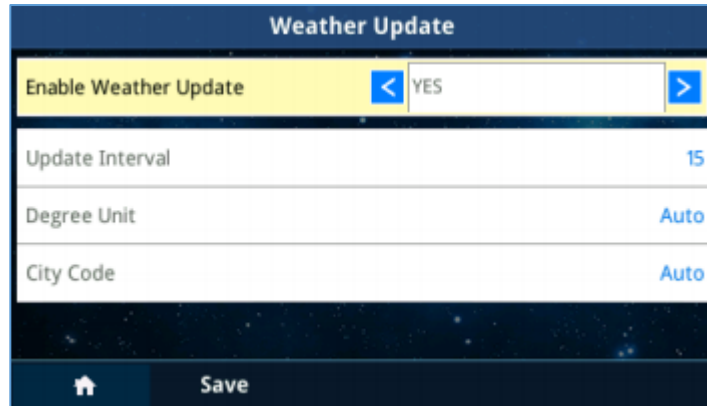 Weather Update
Enable Weather Update < YES >
Update Interval 15
Degree Unit Auto
City Code Auto
Save